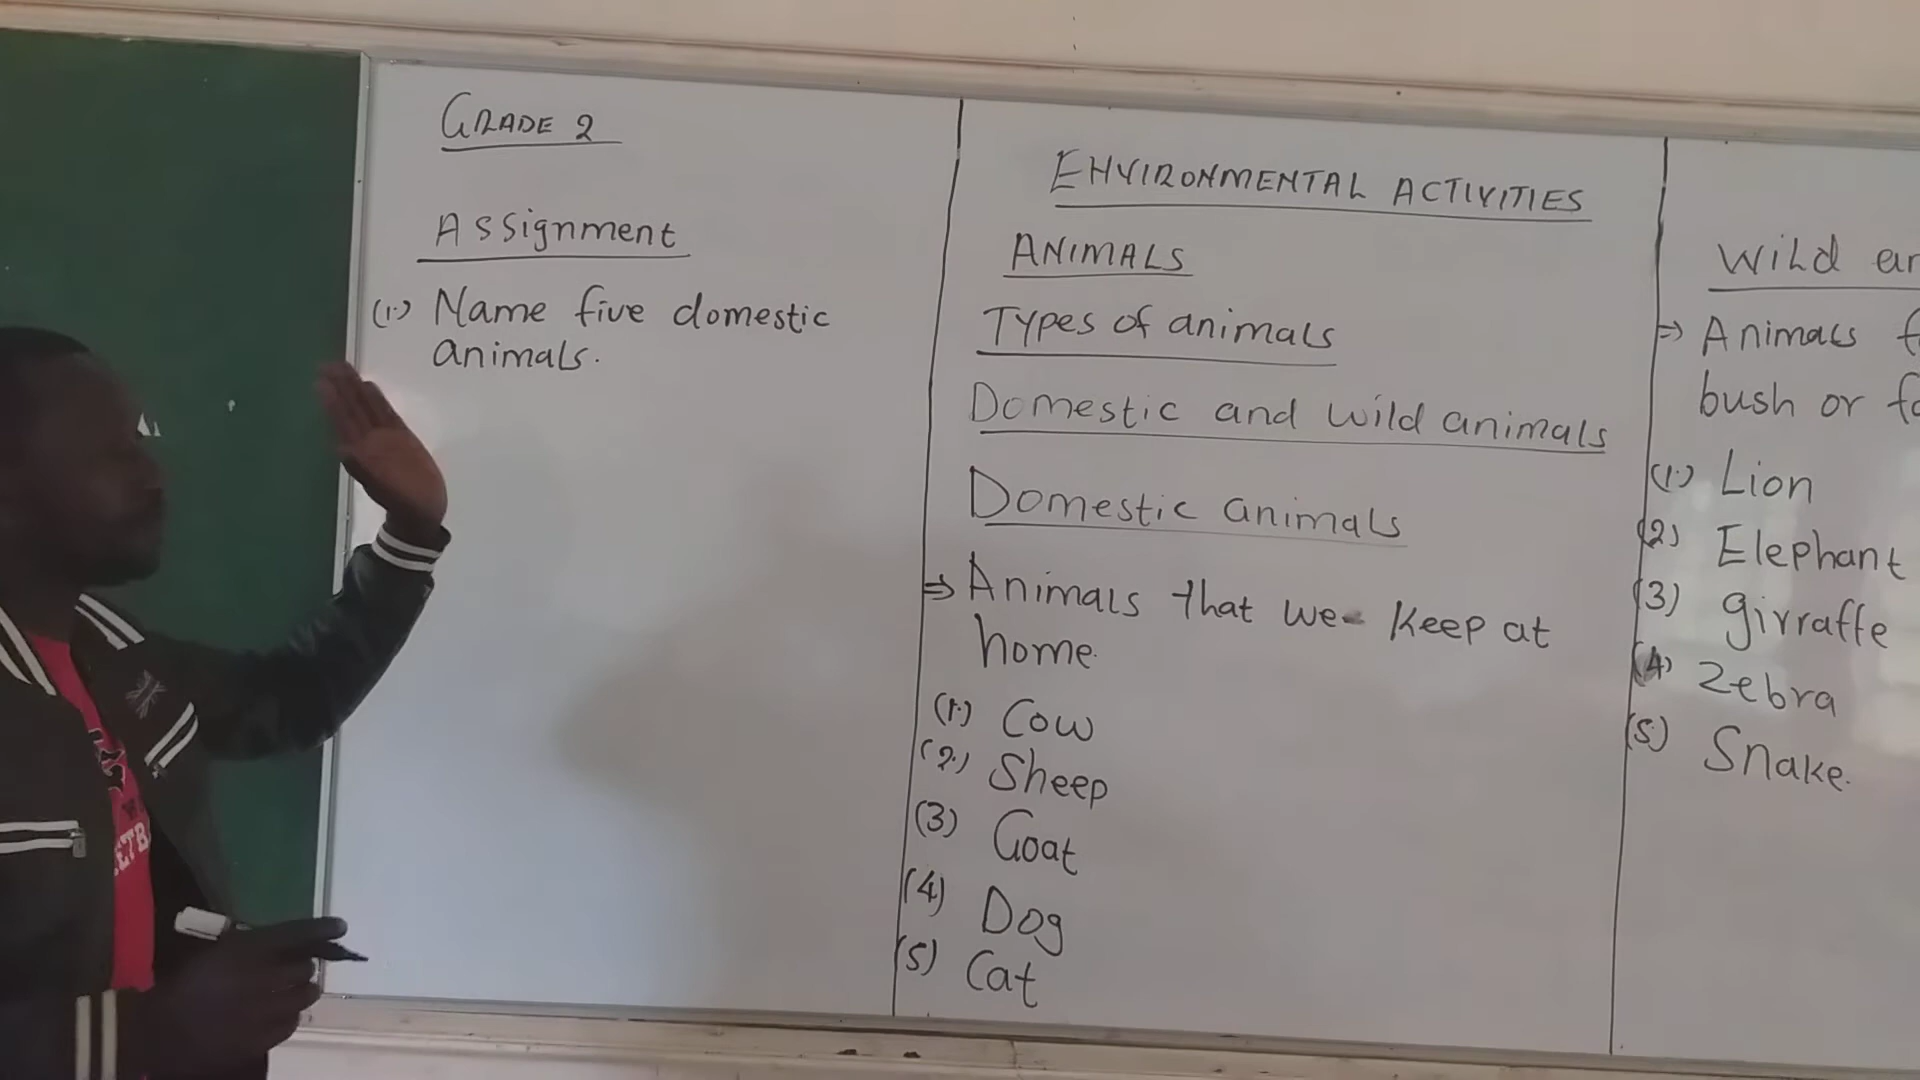 GRADE 2
Assignment
(1.) Name five domestic
animals.
ENVIRONMENTAL ACTIVITIES
ANIMALS
Types of animals
Domestic and wild animals
Domestic animals
⇒ Animals that we keep at
home.
(1.) Cow
(2.) Sheep
(3) Goat
(4) Dog
(5) Cat
Wild
⇒ Animals
bush or
(1.) Lion
(2) Elephant
(3) girraffe
(4) Zebra
(5.) Snake.